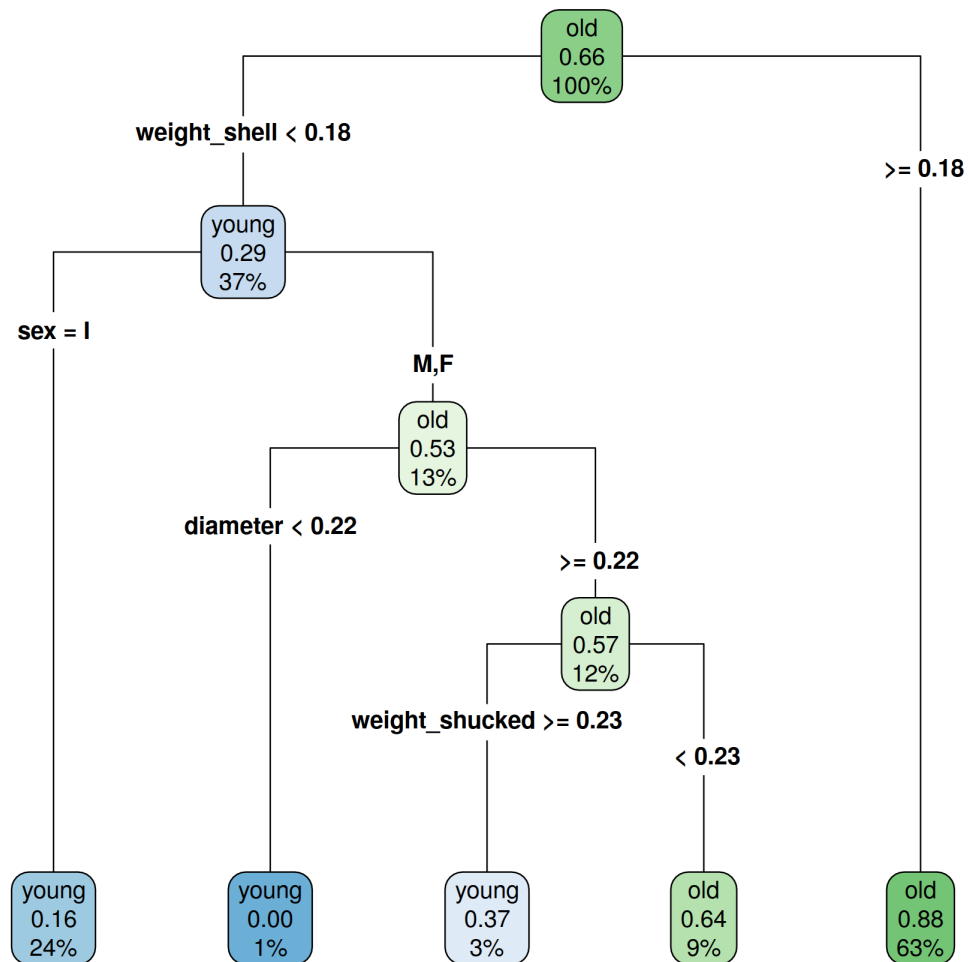 old
0.66
100%
weight_shell < 0.18
>= 0.18
young
0.29
37%
sex = I
M,F
old
0.53
13%
diameter < 0.22
>= 0.22
old
0.57
12%
weight_shucked >= 0.23
< 0.23
young
0.16
24%
young
0.00
1%
young
0.37
3%
old
0.64
9%
old
0.88
63%